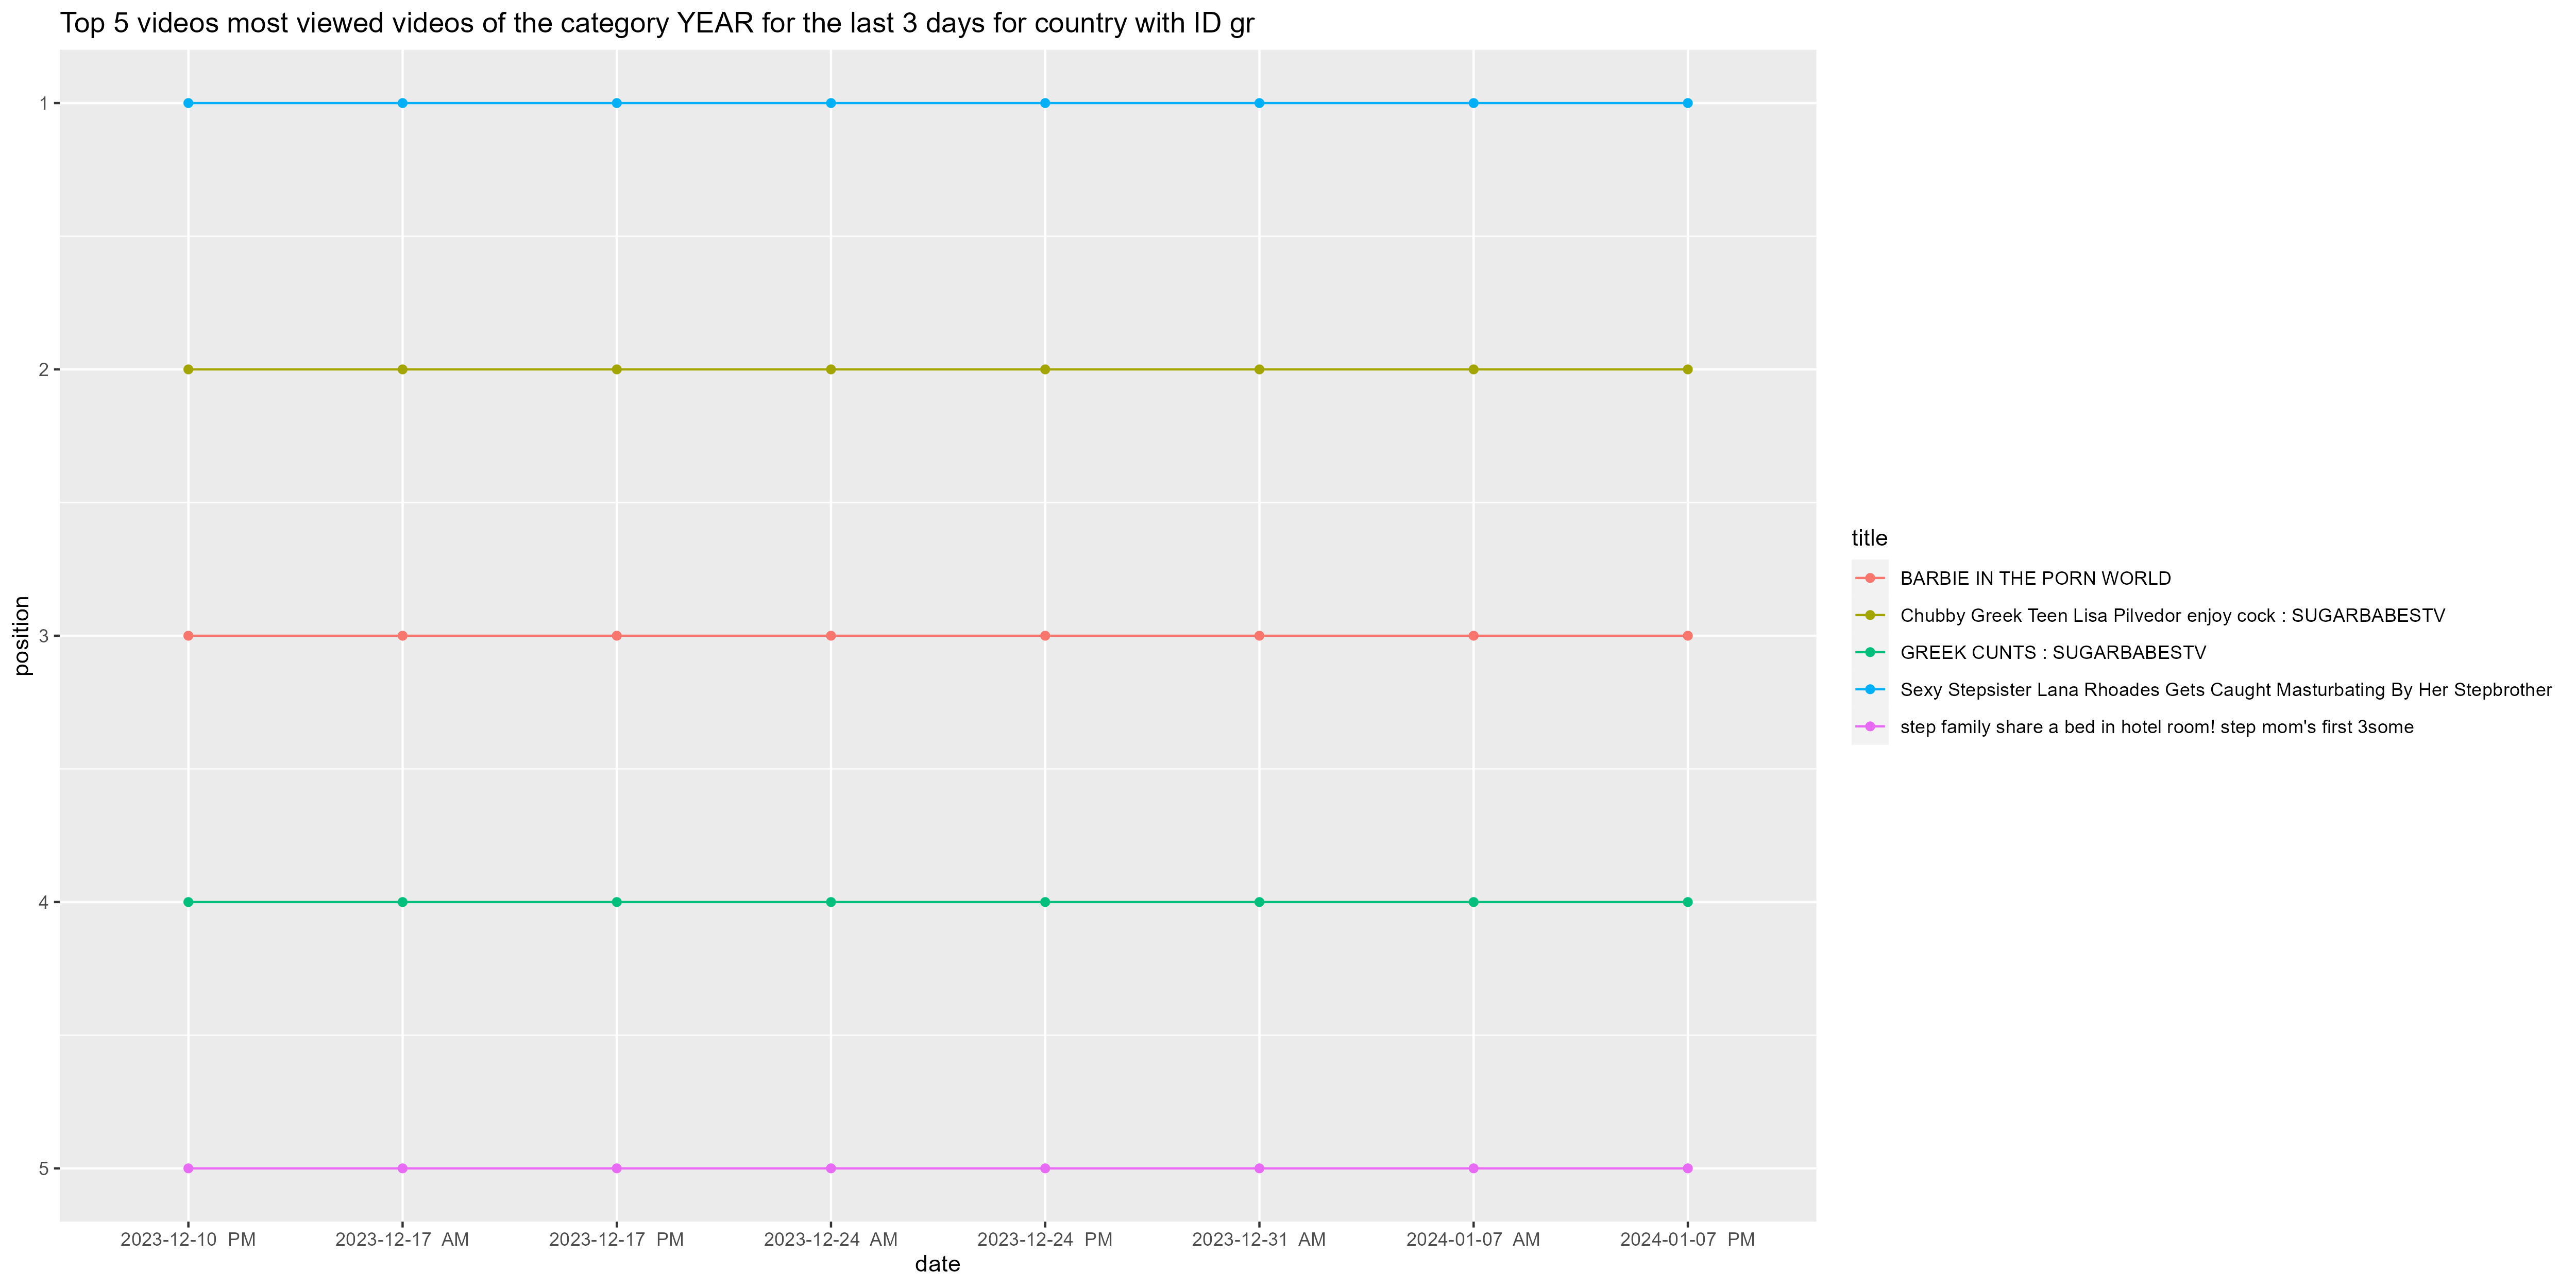 Top 5 videos most viewed videos of the category YEAR for the last 3 days for country with ID gr
1
2
3
4
5
position
2023-12-10 PM
2023-12-17 AM
2023-12-17 PM
2023-12-24 AM
2023-12-24 PM
2023-12-31 AM
2024-01-07 AM
2024-01-07 PM
date
title
BARBIE IN THE PORN WORLD
Chubby Greek Teen Lisa Pilvedor enjoy cock : SUGARBABESTV
GREEK CUNTS : SUGARBABESTV
Sexy Stepsister Lana Rhoades Gets Caught Masturbating By Her Stepbrother
step family share a bed in hotel room! step mom's first 3some